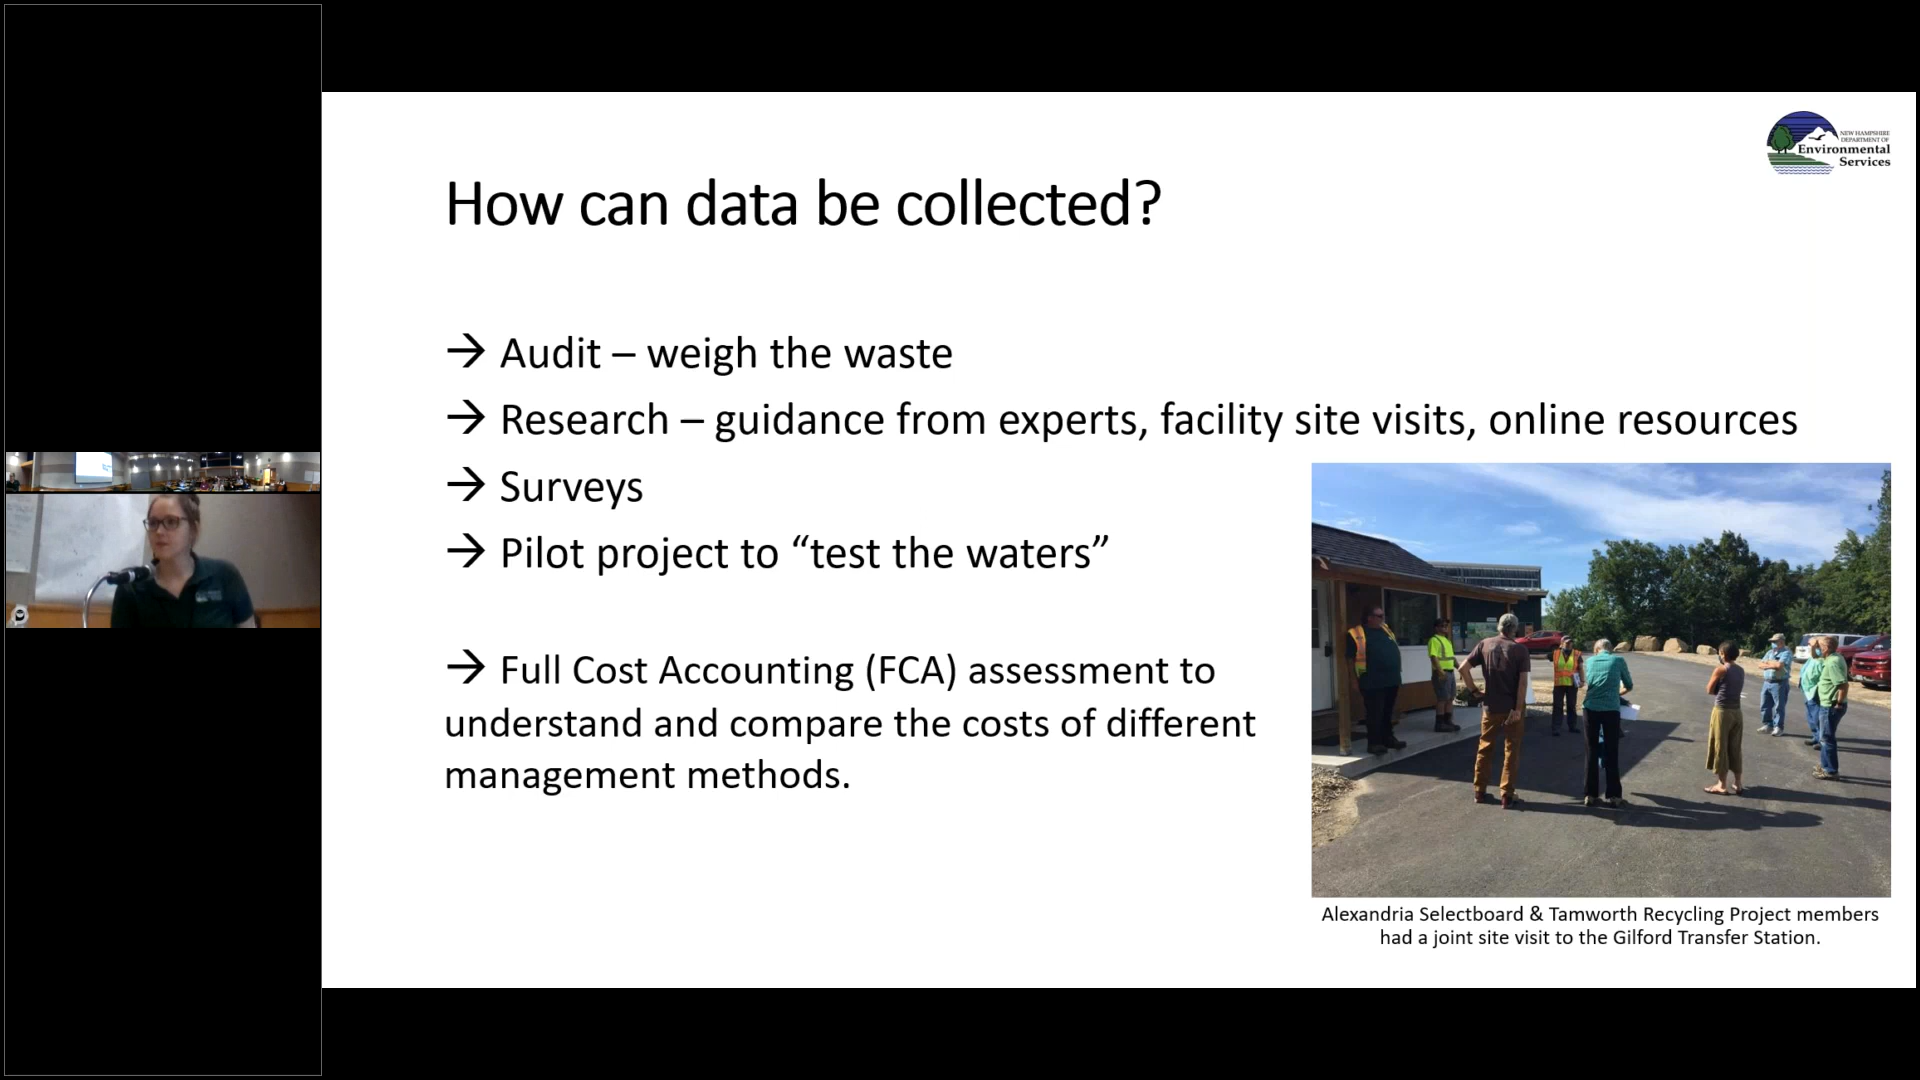 NEW HAMPSHIRE
DEPARTMENT OF
Environmental
Services
How can data be collected?
→ Audit – weigh the waste
→ Research – guidance from experts, facility site visits, online resources
→ Surveys
→ Pilot project to “test the waters”
→ Full Cost Accounting (FCA) assessment to
understand and compare the costs of different
management methods.
Alexandria Selectboard & Tamworth Recycling Project members
had a joint site visit to the Gilford Transfer Station.